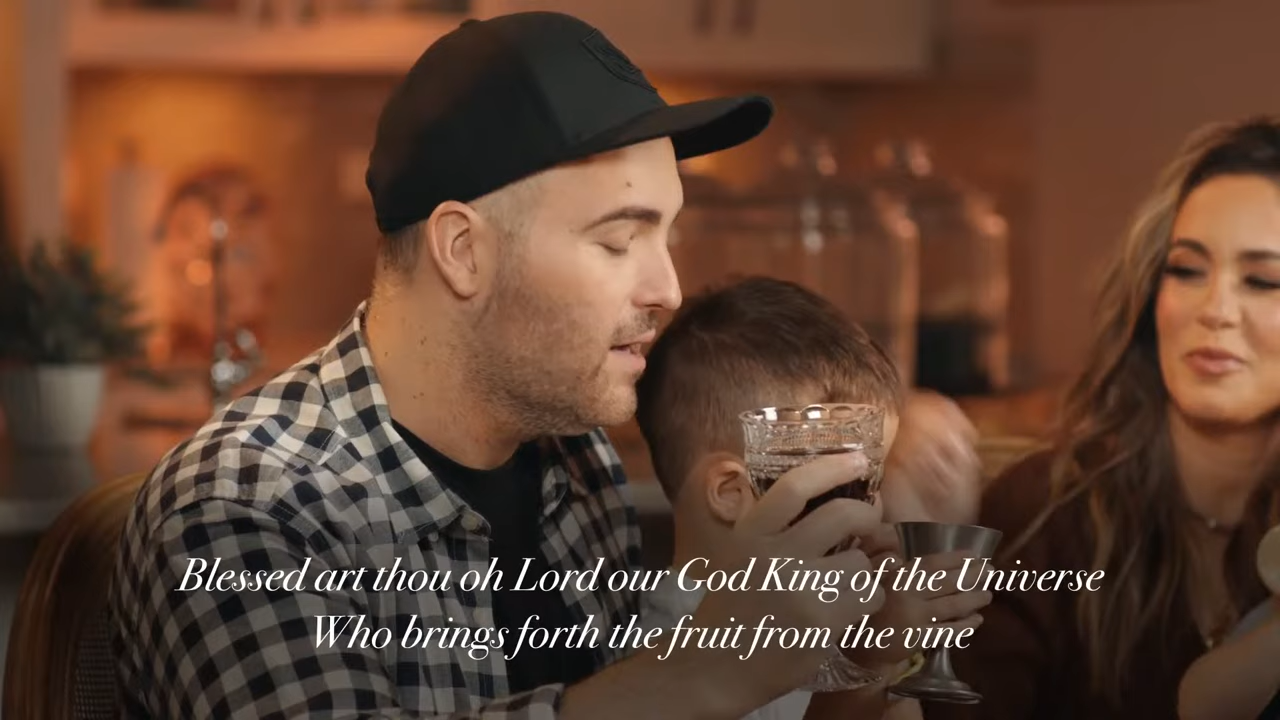 Blessed art thou oh Lord our God King of the Universe
Who brings forth the fruit from the vine